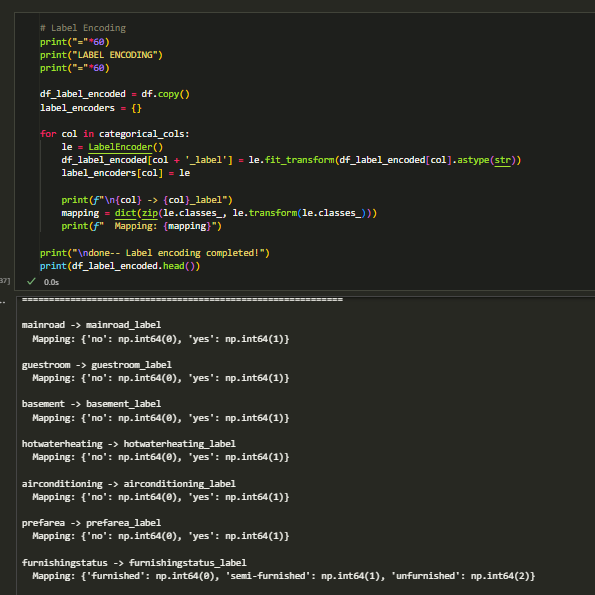 # Label Encoding
print("="*60)
print("LABEL ENCODING")
print("="*60)
df_label_encoded = df.copy()
label_encoders = {}
for col in categorical_cols:
    le = LabelEncoder()
    df_label_encoded[col + '_label'] = le.fit_transform(df_label_encoded[col].astype(str))
    label_encoders[col] = le
    print(f"\n{col} -> {col}_label")
    mapping = dict(zip(le.classes_, le.transform(le.classes_)))
    print(f"  Mapping: {mapping}")
print("\ndone-- Label encoding completed!")
print(df_label_encoded.head())
37]
✓ 0.0s
..
============================================================
mainroad -> mainroad_label
  Mapping: {'no': np.int64(0), 'yes': np.int64(1)}
guestroom -> guestroom_label
  Mapping: {'no': np.int64(0), 'yes': np.int64(1)}
basement -> basement_label
  Mapping: {'no': np.int64(0), 'yes': np.int64(1)}
hotwaterheating -> hotwaterheating_label
  Mapping: {'no': np.int64(0), 'yes': np.int64(1)}
airconditioning -> airconditioning_label
  Mapping: {'no': np.int64(0), 'yes': np.int64(1)}
prefarea -> prefarea_label
  Mapping: {'no': np.int64(0), 'yes': np.int64(1)}
furnishingstatus -> furnishingstatus_label
  Mapping: {'furnished': np.int64(0), 'semi-furnished': np.int64(1), 'unfurnished': np.int64(2)}